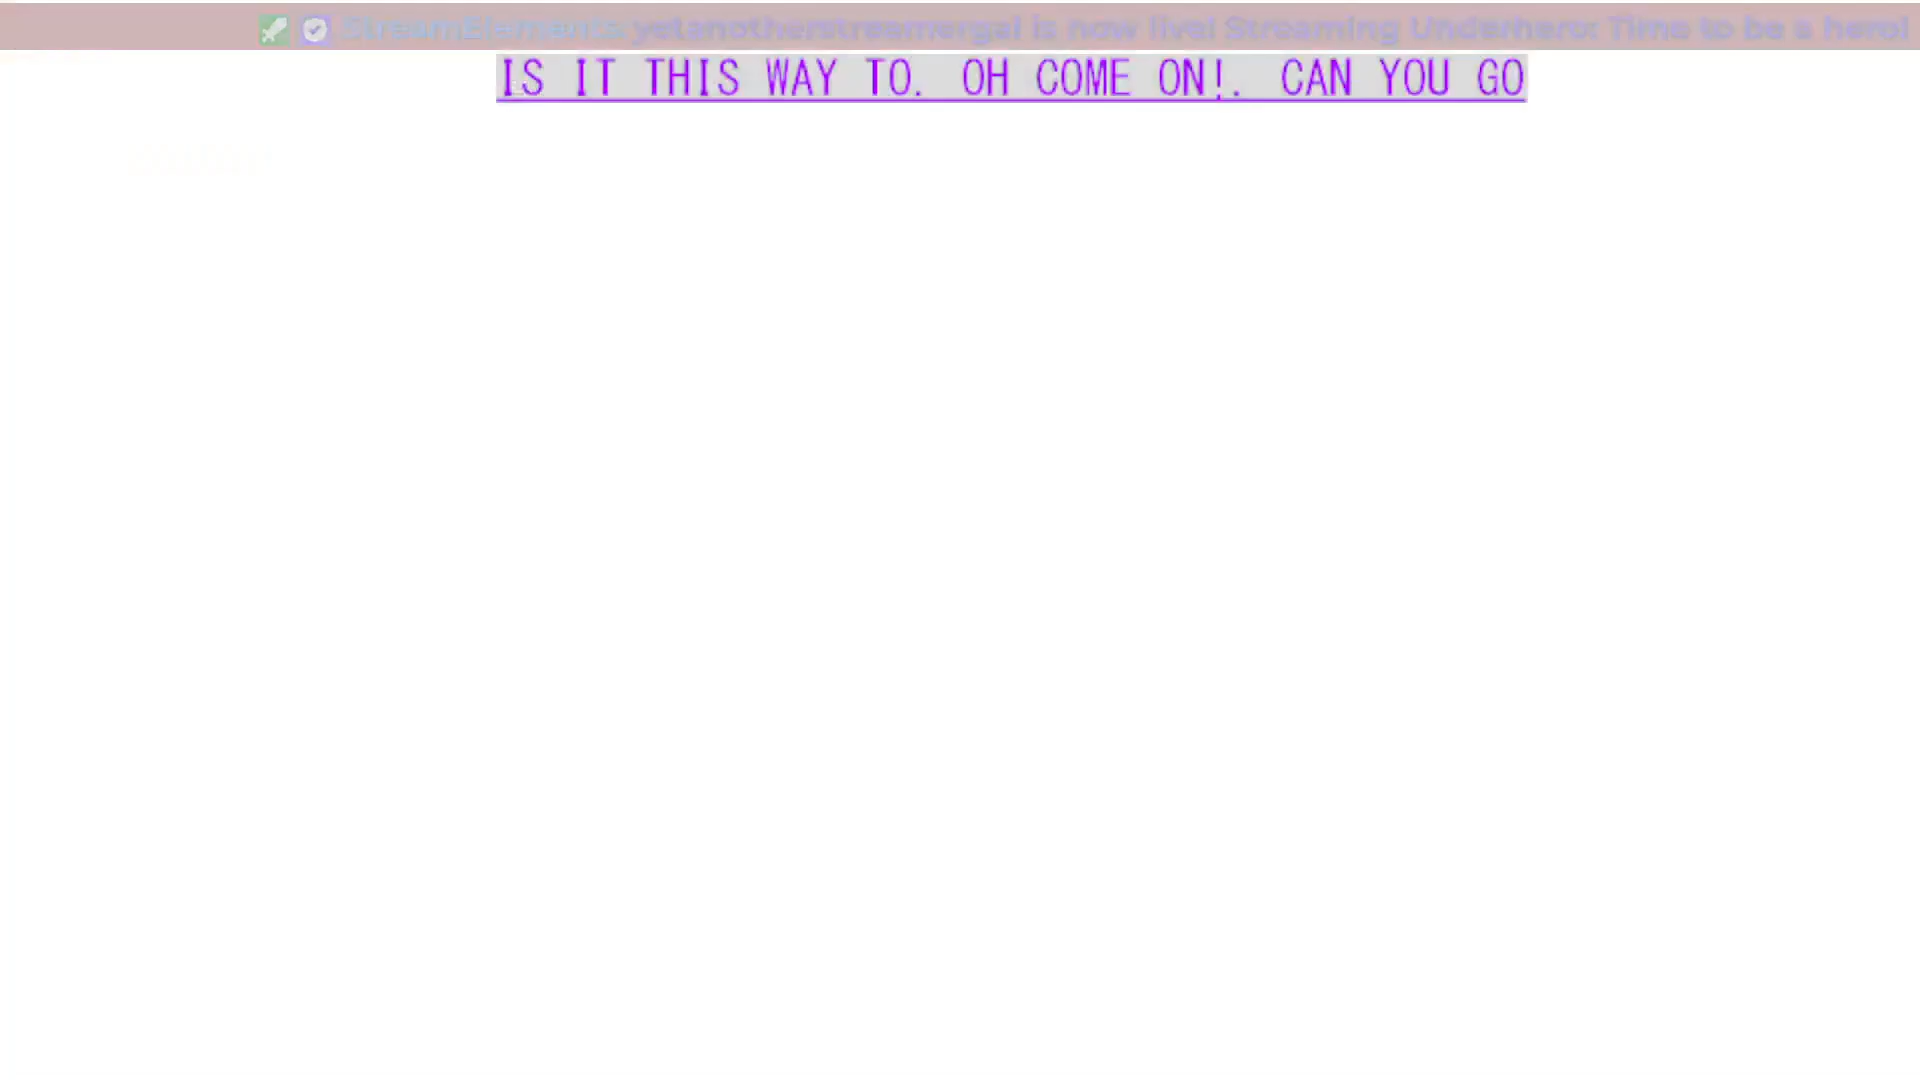 StreamElements yetanotherstreamergal is now live! Streaming Underhero: Time to be a hero!
IS IT THIS WAY TO. OH COME ON!. CAN YOU GO